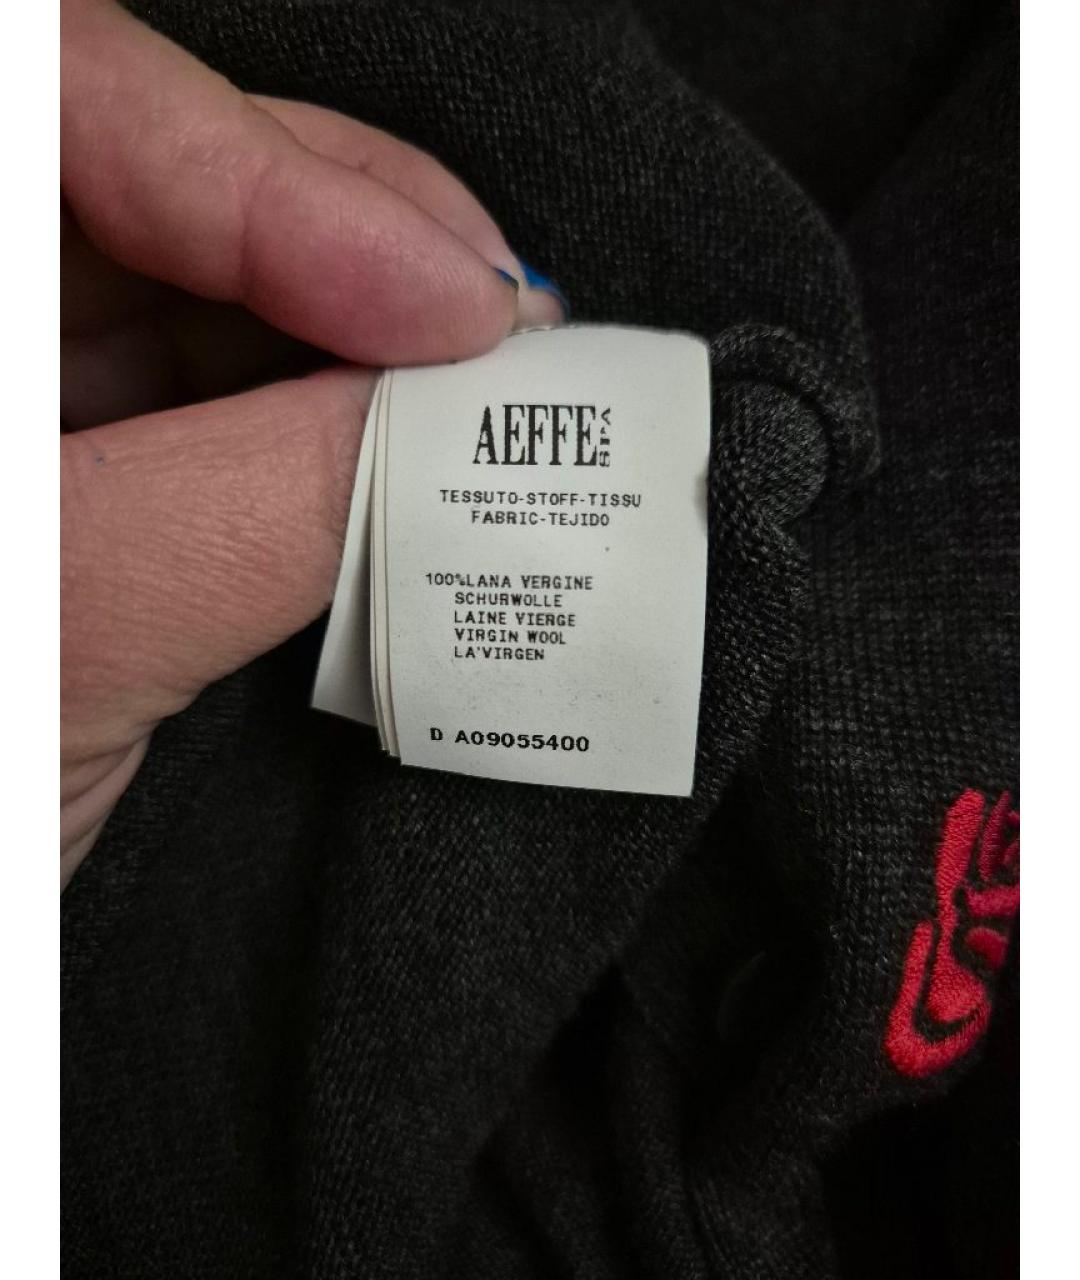 AEFFE SPA
TESSUTO-STOFF-TISSU
FABRIC-TEJIDO
100%LANA VERGINE
SCHURWOLLE
LAINE VIERGE
VIRGIN WOOL
LA'VIRGEN
D A09055400